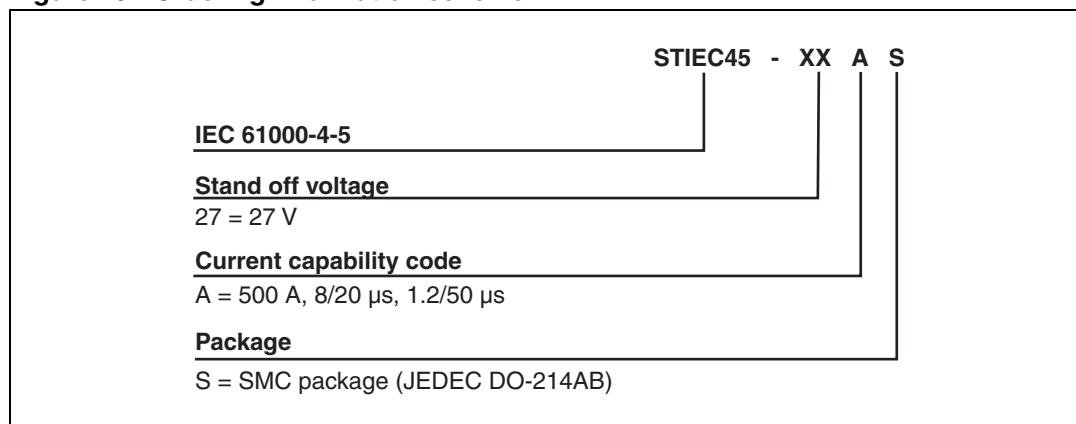 STIEC45 - XX A S
IEC 61000-4-5
Stand off voltage
27 = 27 V
Current capability code
A = 500 A, 8/20 µs, 1.2/50 µs
Package
S = SMC package (JEDEC DO-214AB)